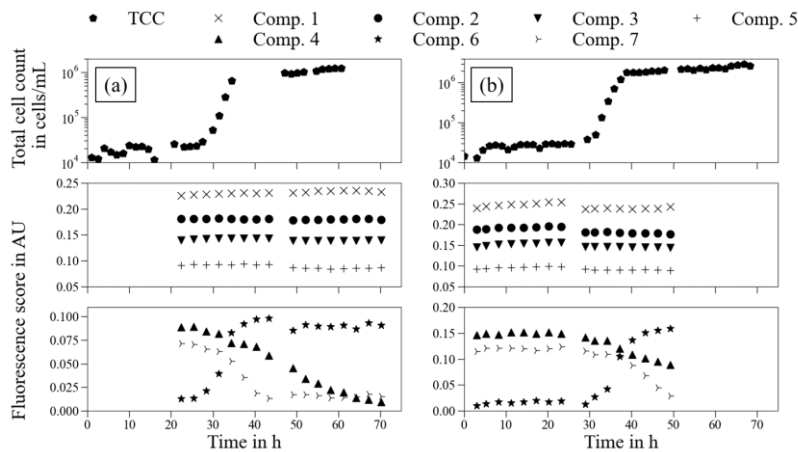 TCC Comp. 1 Comp. 2 Comp. 3 Comp. 5
Comp. 4 Comp. 6 Comp. 7
Total cell count
in cells/mL
10⁶
10⁵
10⁴
(a)
10⁶
10⁵
10⁴
(b)
Fluorescence score in AU
0.25
0.20
0.15
0.10
0.05
0.25
0.20
0.15
0.10
0.05
0.100
0.075
0.050
0.025
0.000
0.20
0.15
0.10
0.05
0.00
0 10 20 30 40 50 60 70
0 10 20 30 40 50 60 70
Time in h
Time in h